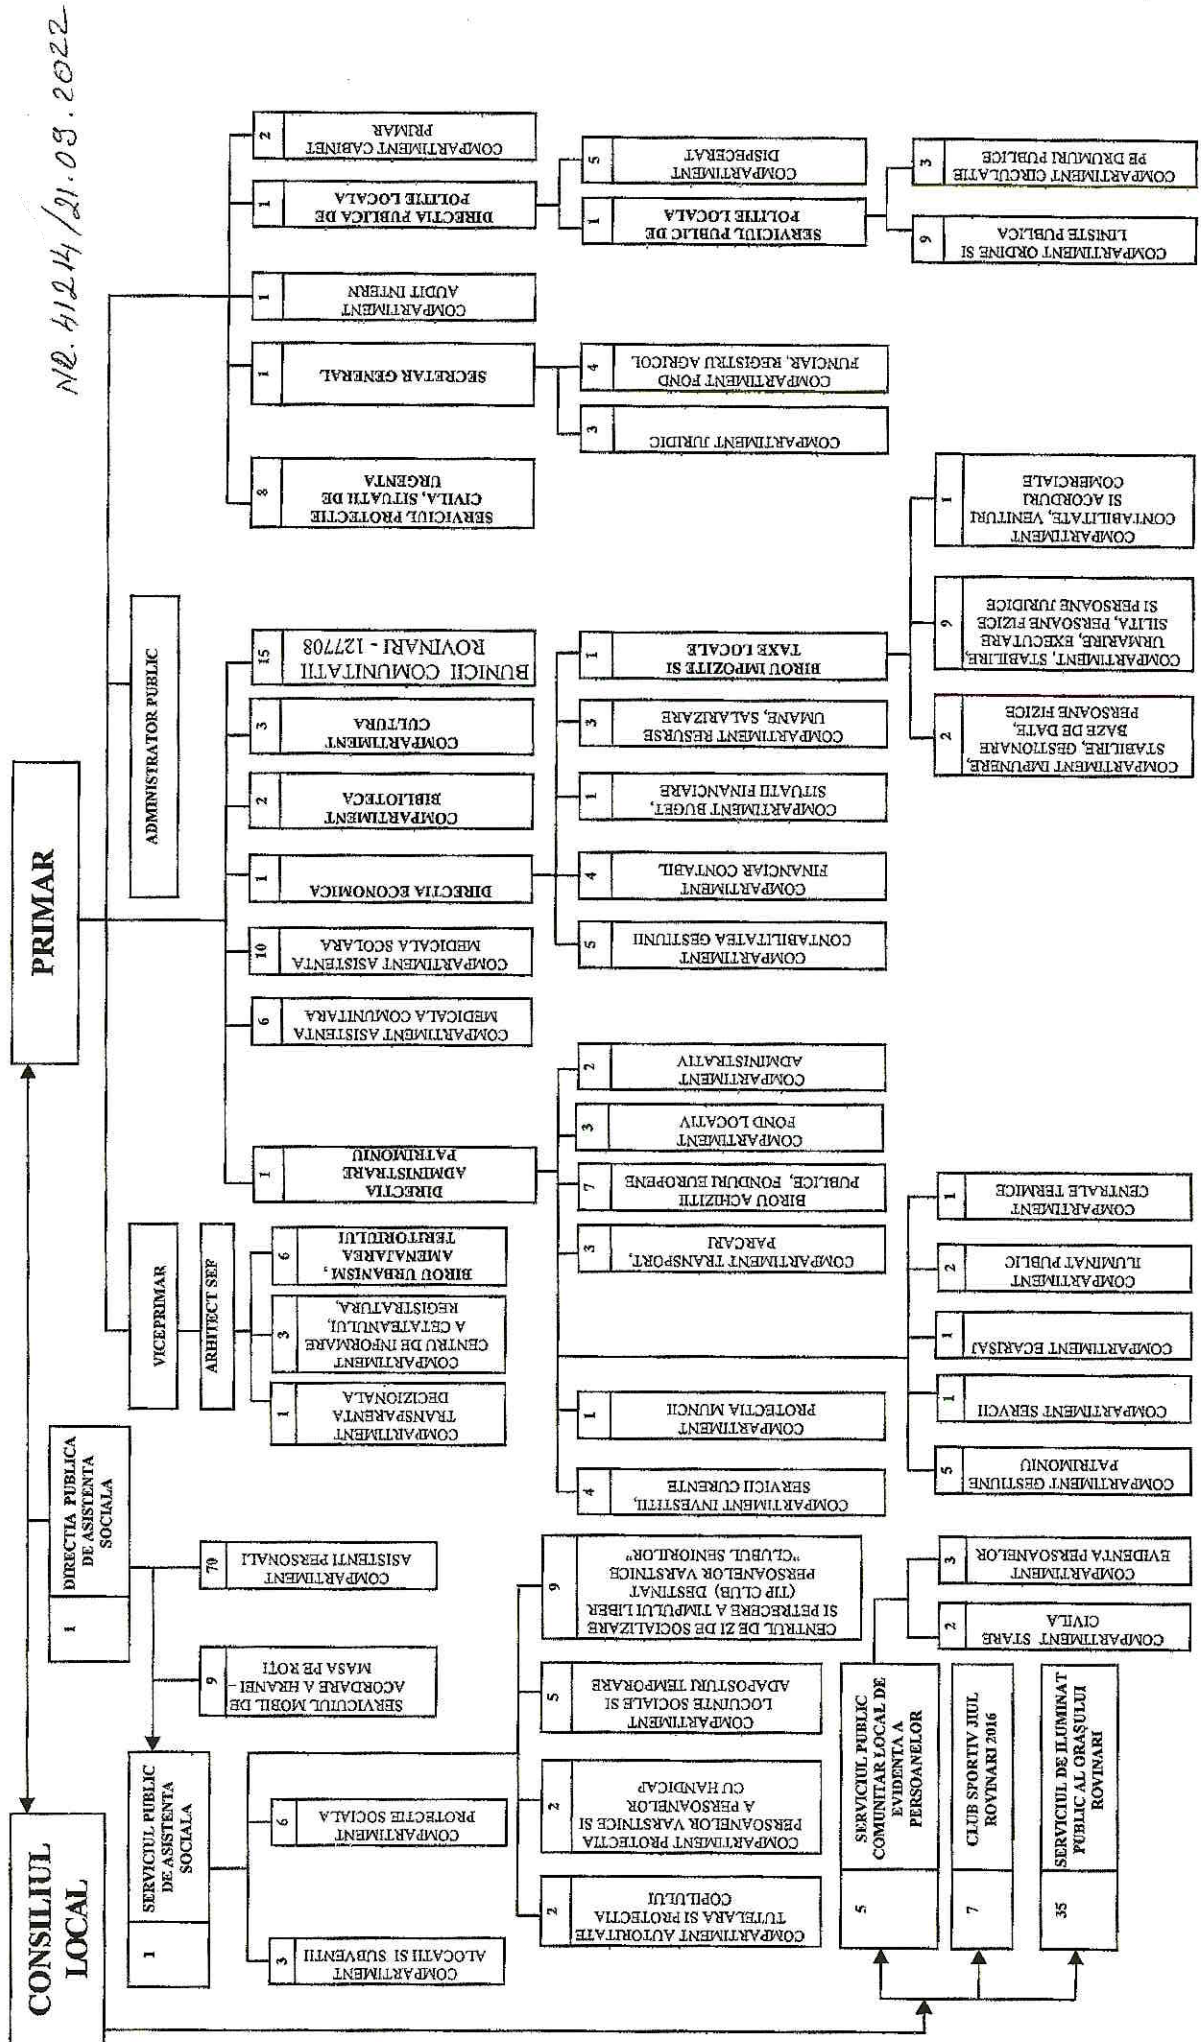 NR. 41214/21.09.2022
CONSILIUL
LOCAL
PRIMAR
1
DIRECTIA PUBLICA
DE ASISTENTA
SOCIALA
VICEPRIMAR
ARHITECT SEF
ADMINISTRATOR PUBLIC
1
SERVICIUL PUBLIC
DE ASISTENTA
SOCIALA
9
SERVICIUL MOBIL DE
ACORDARE A HRANEI -
MASA PE ROȚI
70
COMPARTIMENT
ASISTENTI PERSONALI
3
COMPARTIMENT
ALOCATII SI SUBVENTII
6
COMPARTIMENT
PROTECTIE SOCIALA
2
COMPARTIMENT AUTORITATE
TUTELARA SI PROTECTIA
COPILULUI
2
COMPARTIMENT PROTECTIA
PERSOANELOR VARSTNICE SI
A PERSOANELOR
CU HANDICAP
5
COMPARTIMENT
LOCUINTE SOCIALE SI
ADAPOSTURI TEMPORARE
9
CENTRUL DE ZI DE SOCIALIZARE
SI PETRECERE A TIMPULUI LIBER
(TIP CLUB) DESTINAT
PERSOANELOR VARSTNICE
"CLUBUL SENIORILOR"
5
SERVICIUL PUBLIC
COMUNITAR LOCAL DE
EVIDENTA A
PERSOANELOR
7
CLUB SPORTIV JIUL
ROVINARI 2016
35
SERVICIUL DE ILUMINAT
PUBLIC AL ORAȘULUI
ROVINARI
2
COMPARTIMENT STARE
CIVILA
3
COMPARTIMENT
EVIDENTA PERSOANELOR
1
COMPARTIMENT
TRANSPARENTA
DECIZIONALA
3
COMPARTIMENT
CENTRU DE INFORMARE
A CETATEANULUI,
REGISTRATURA,
6
BIROU URBANISM,
AMENAJAREA
TERITORIULUI
1
DIRECTIA
ADMINISTRARE
PATRIMONIU
6
COMPARTIMENT ASISTENTA
MEDICALA COMUNITARA
10
COMPARTIMENT ASISTENTA
MEDICALA SCOLARA
1
DIRECTIA ECONOMICA
2
COMPARTIMENT
BIBLIOTECA
3
COMPARTIMENT
CULTURA
15
BUNICII COMUNITATII
ROVINARI - 127708
8
SERVICIUL PROTECTIE
CIVILA, SITUATII DE
URGENTA
1
SECRETAR GENERAL
1
COMPARTIMENT
AUDIT INTERN
1
DIRECTIA PUBLICA DE
POLITIE LOCALA
2
COMPARTIMENT CABINET
PRIMAR
4
COMPARTIMENT INVESTITII,
SERVICII CURENTE
1
COMPARTIMENT
PROTECTIA MUNCII
3
COMPARTIMENT TRANSPORT,
PARCARI
7
BIROU ACHIZITII
PUBLICE, FONDURI EUROPENE
3
COMPARTIMENT
FOND LOCATIV
2
COMPARTIMENT
ADMINISTRATIV
5
COMPARTIMENT
CONTABILITATEA GESTIUNII
4
COMPARTIMENT
FINANCIAR CONTABIL
1
COMPARTIMENT BUGET,
SITUATII FINANCIARE
3
COMPARTIMENT RESURSE
UMANE, SALARIZARE
1
BIROU IMPOZITE SI
TAXE LOCALE
3
COMPARTIMENT JURIDIC
4
COMPARTIMENT FOND
FUNCIAR, REGISTRU AGRICOL
1
SERVICIUL PUBLIC DE
POLITIE LOCALA
5
COMPARTIMENT
DISPECERAT
5
COMPARTIMENT GESTIUNE
PATRIMONIU
1
COMPARTIMENT SERVCII
1
COMPARTIMENT ECARISAJ
2
COMPARTIMENT
ILUMINAT PUBLIC
1
COMPARTIMENT
CENTRALE TERMICE
2
COMPARTIMENT IMPUNERE,
STABILIRE, GESTIONARE
BAZE DE DATE,
PERSOANE FIZICE
9
COMPARTIMENT, STABILIRE,
URMARIRE, EXECUTARE
SILITA, PERSOANE FIZICE
SI PERSOANE JURIDICE
1
COMPARTIMENT
CONTABILITATE, VENITURI
SI ACORDURI
COMERCIALE
9
COMPARTIMENT ORDINE SI
LINISTE PUBLICA
3
COMPARTIMENT CIRCULATIE
PE DRUMURI PUBLICE